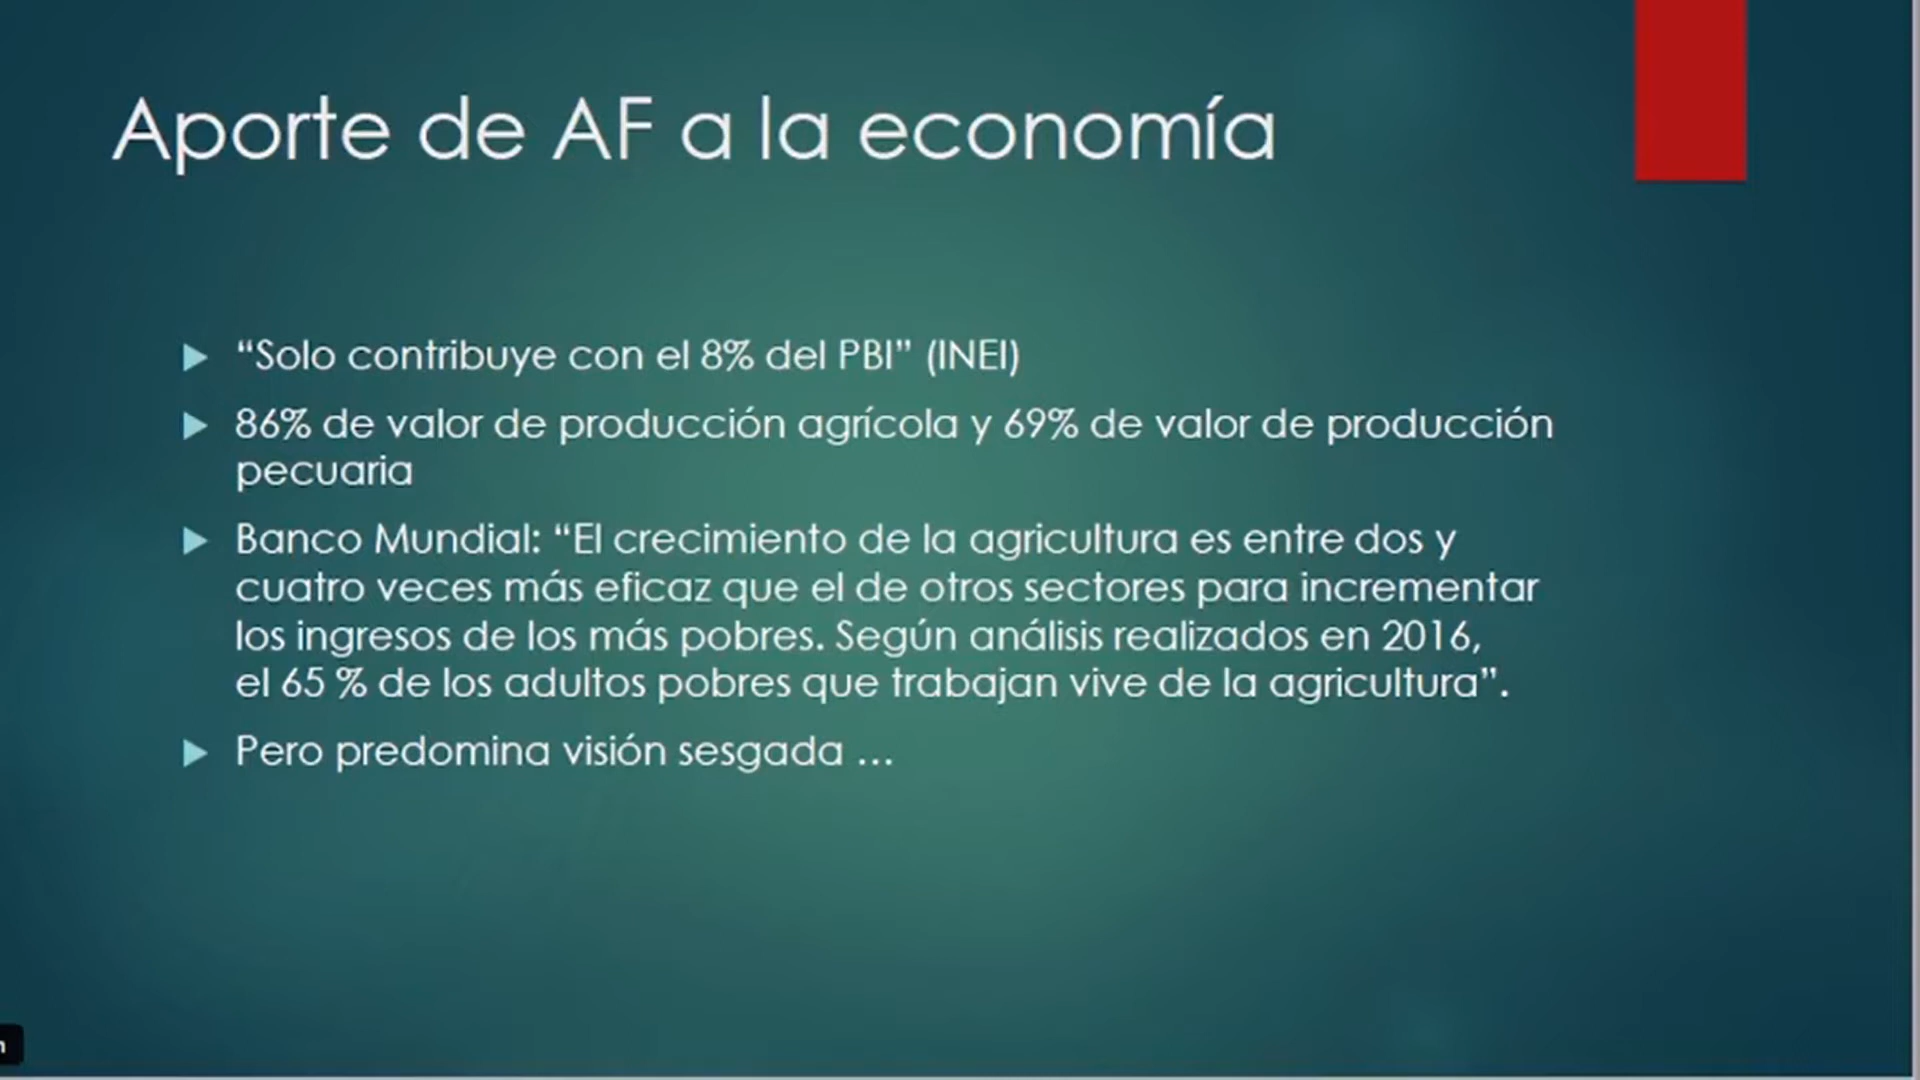 Aporte de AF a la economía
“Solo contribuye con el 8% del PBI” (INEI)
86% de valor de producción agrícola y 69% de valor de producción
pecuaria
Banco Mundial: “El crecimiento de la agricultura es entre dos y
cuatro veces más eficaz que el de otros sectores para incrementar
los ingresos de los más pobres. Según análisis realizados en 2016,
el 65 % de los adultos pobres que trabajan vive de la agricultura”.
Pero predomina visión sesgada ...